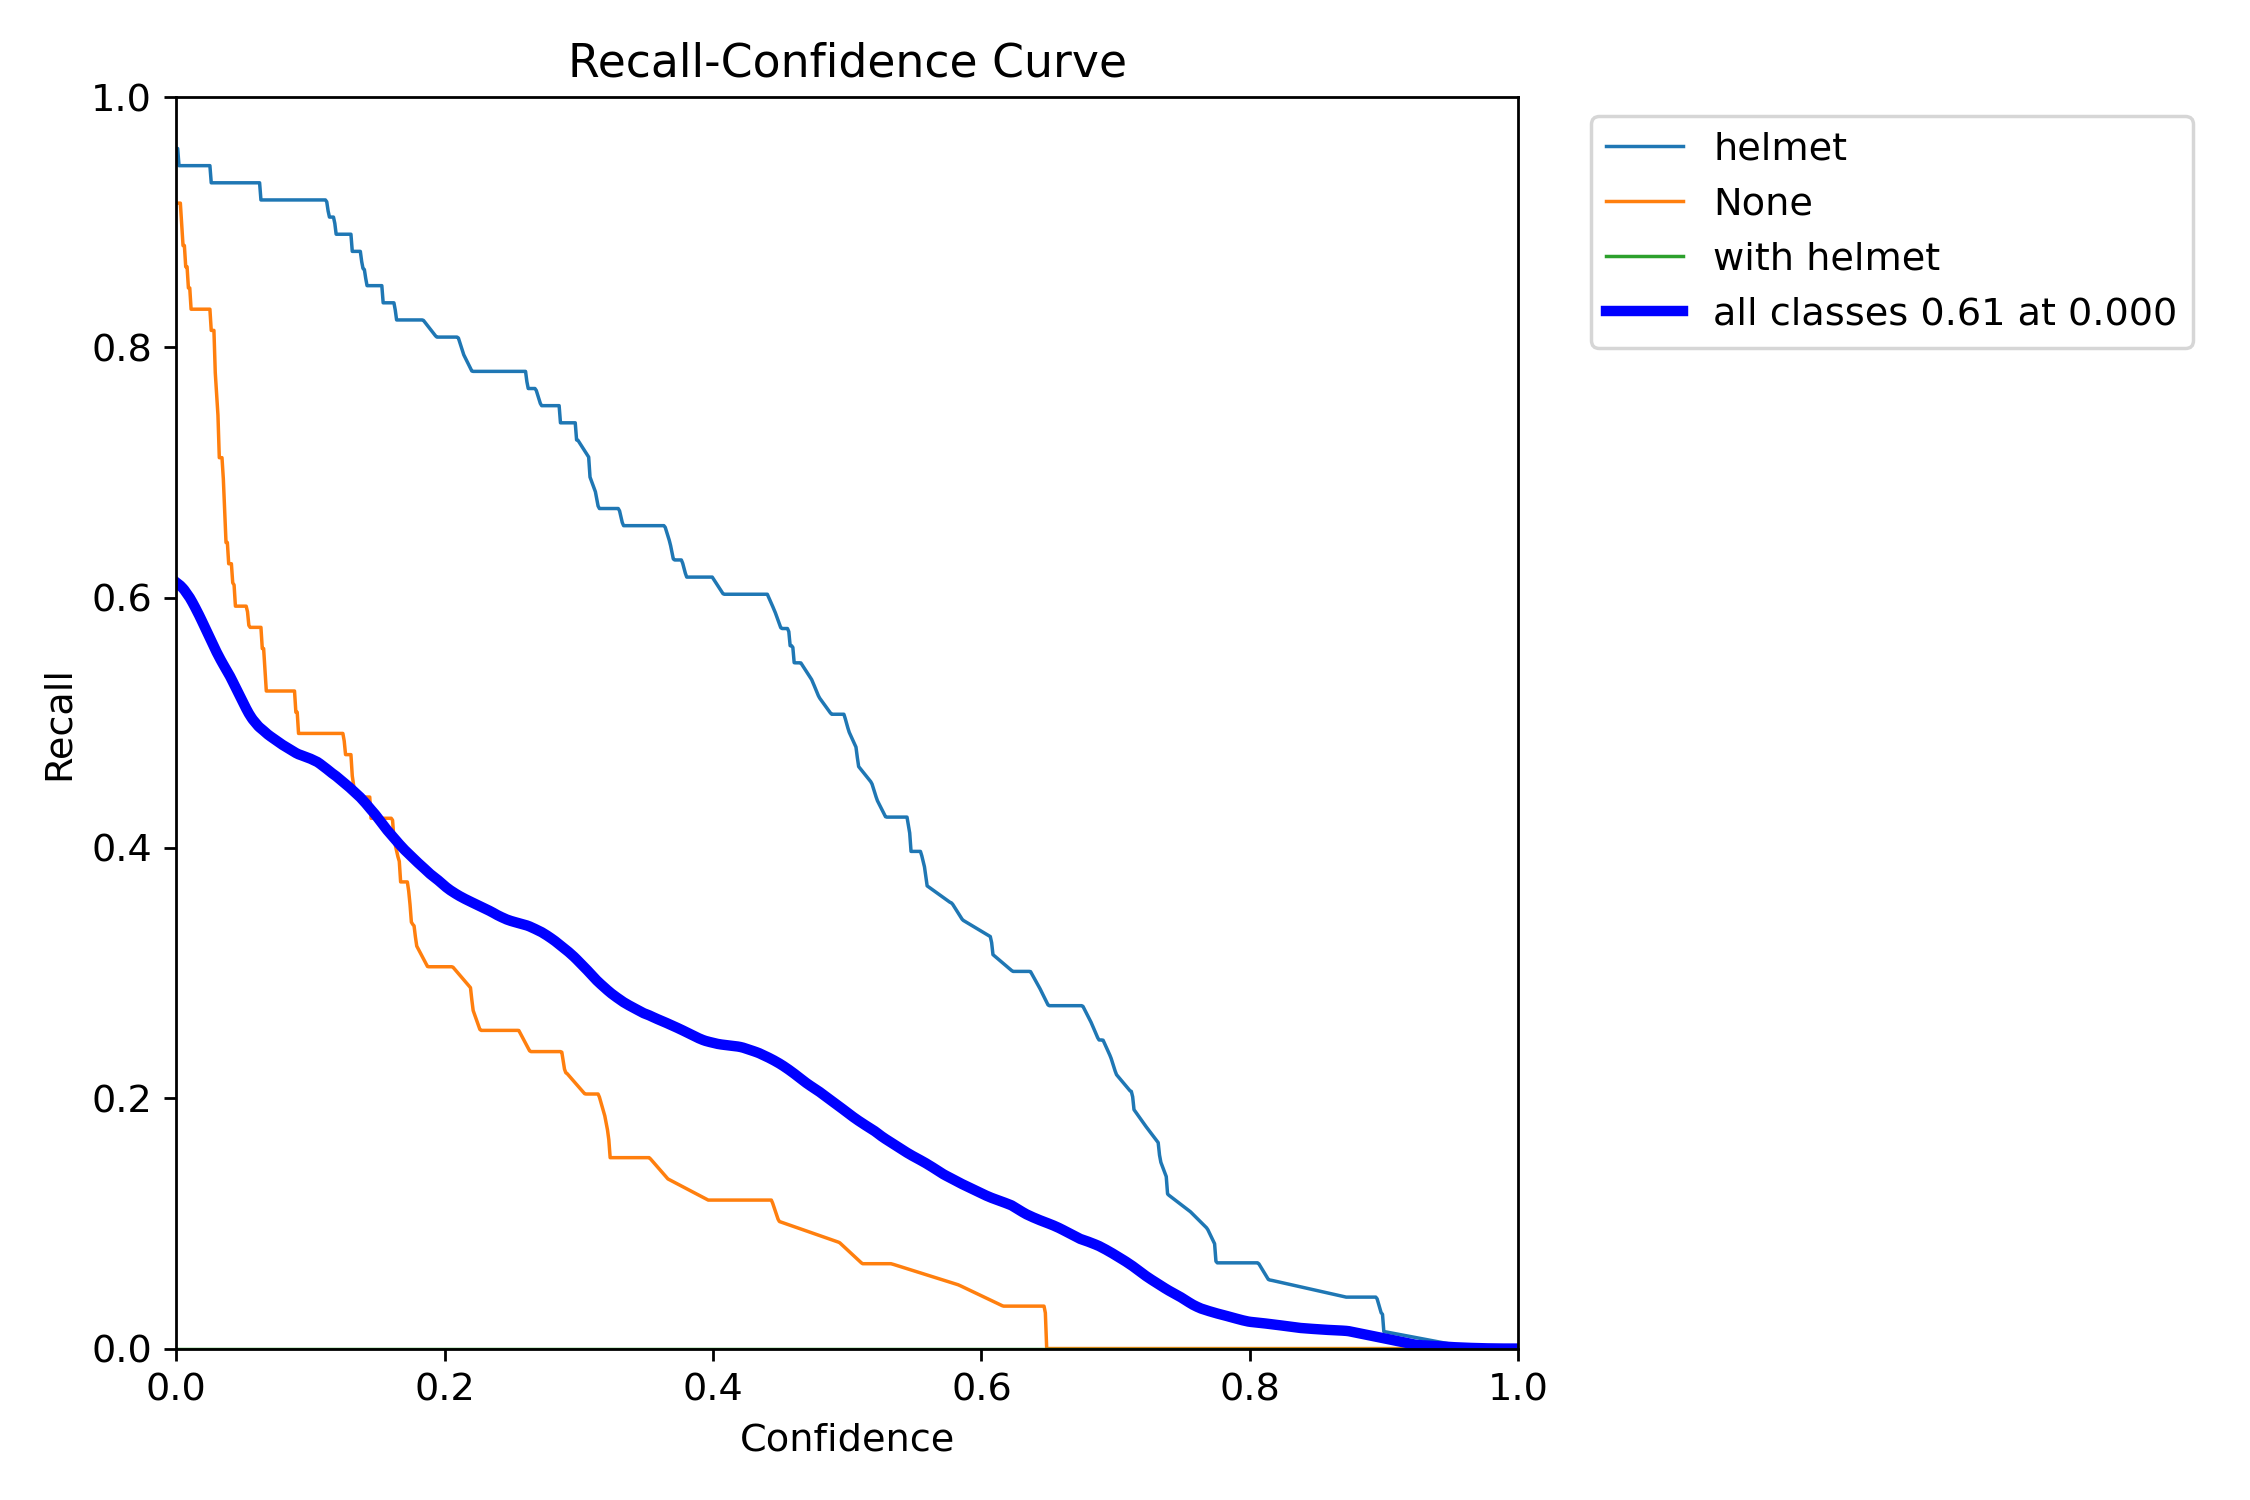 Recall-Confidence Curve
1.0
0.8
0.6
0.4
0.2
0.0
Recall
0.0 0.2 0.4 0.6 0.8 1.0
Confidence
helmet
None
with helmet
all classes 0.61 at 0.000